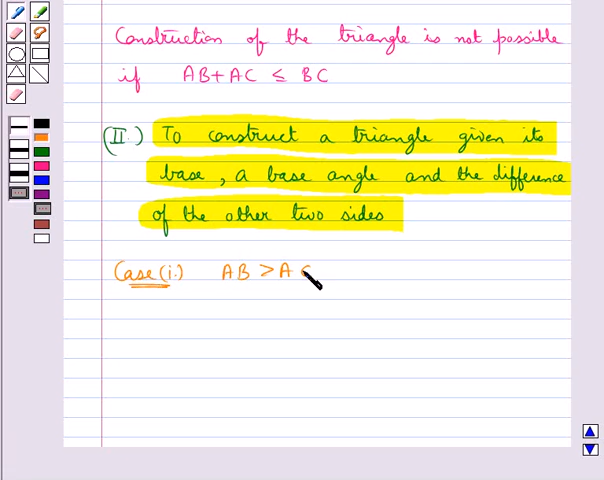 Construction of the triangle is not possible
if AB+AC ≤ BC
(II.) To construct a triangle given its
base, a base angle and the difference
of the other two sides
Case (i.) AB > A